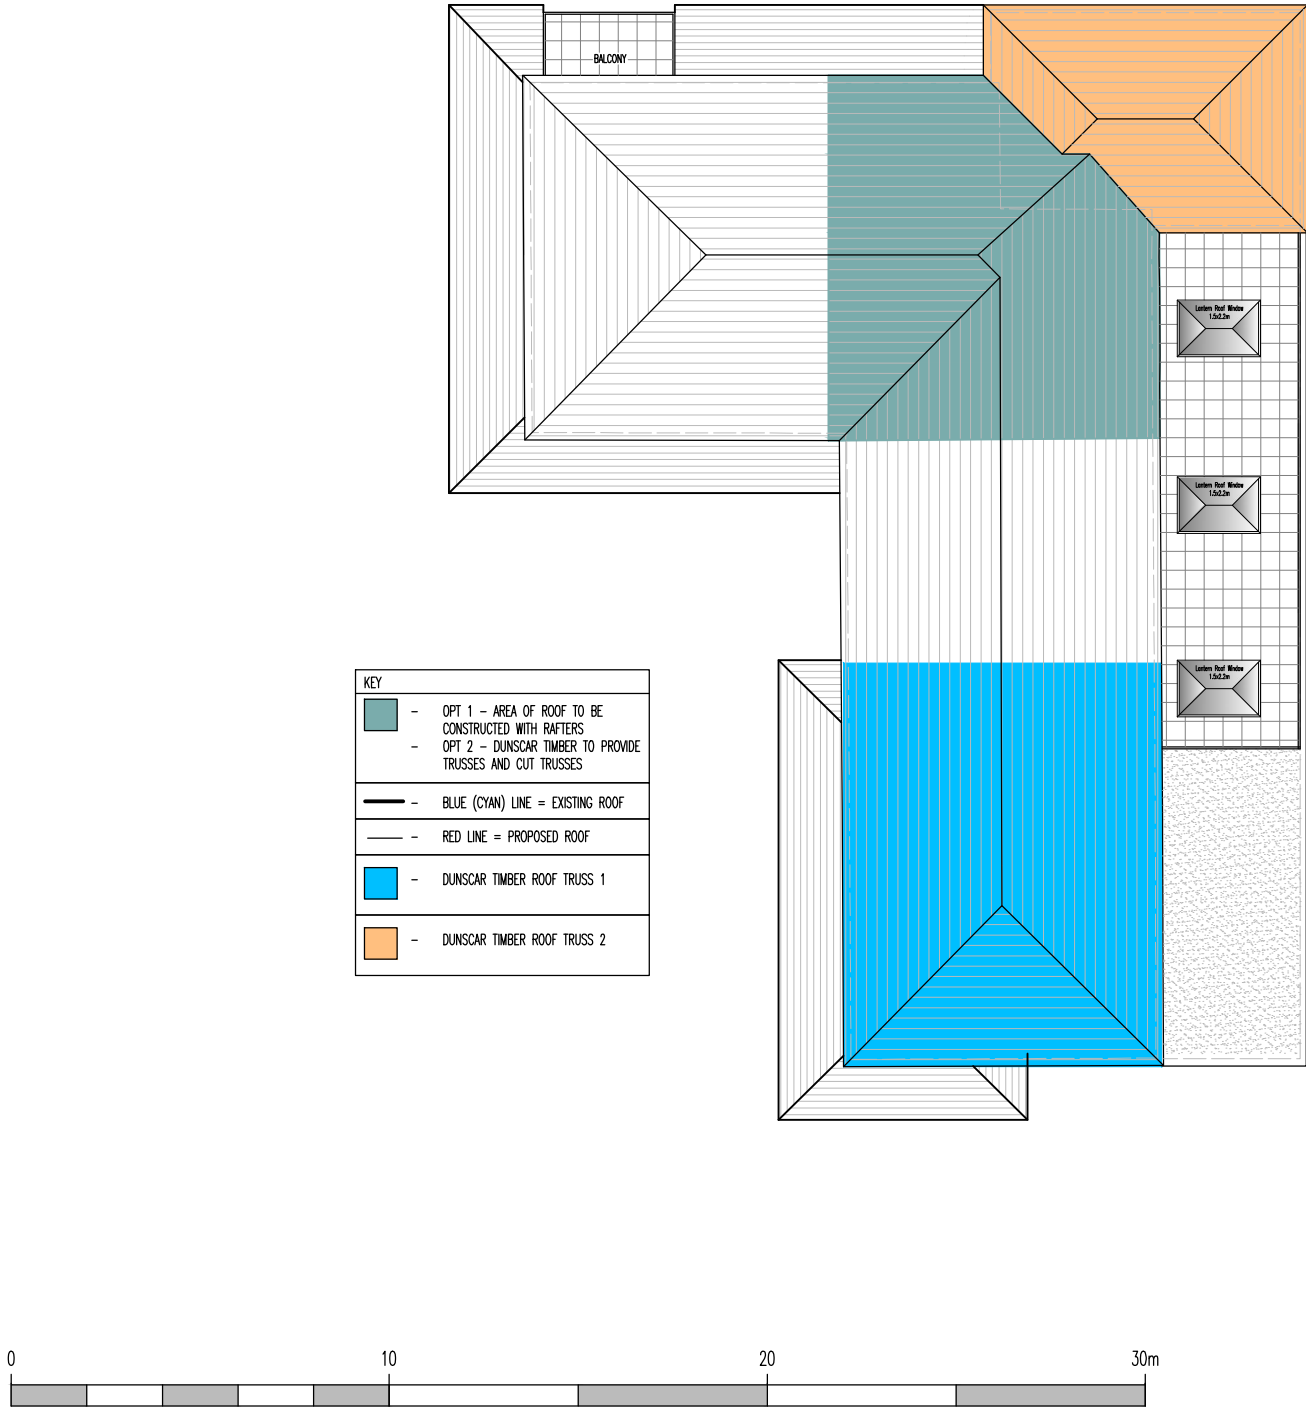 BALCONY
Lantern Roof Window
1.5x2.2m
Lantern Roof Window
1.5x2.2m
Lantern Roof Window
1.5x2.2m
KEY
- OPT 1 - AREA OF ROOF TO BE
CONSTRUCTED WITH RAFTERS
- OPT 2 - DUNSCAR TIMBER TO PROVIDE
TRUSSES AND CUT TRUSSES
- BLUE (CYAN) LINE = EXISTING ROOF
- RED LINE = PROPOSED ROOF
- DUNSCAR TIMBER ROOF TRUSS 1
- DUNSCAR TIMBER ROOF TRUSS 2
0 10 20 30m